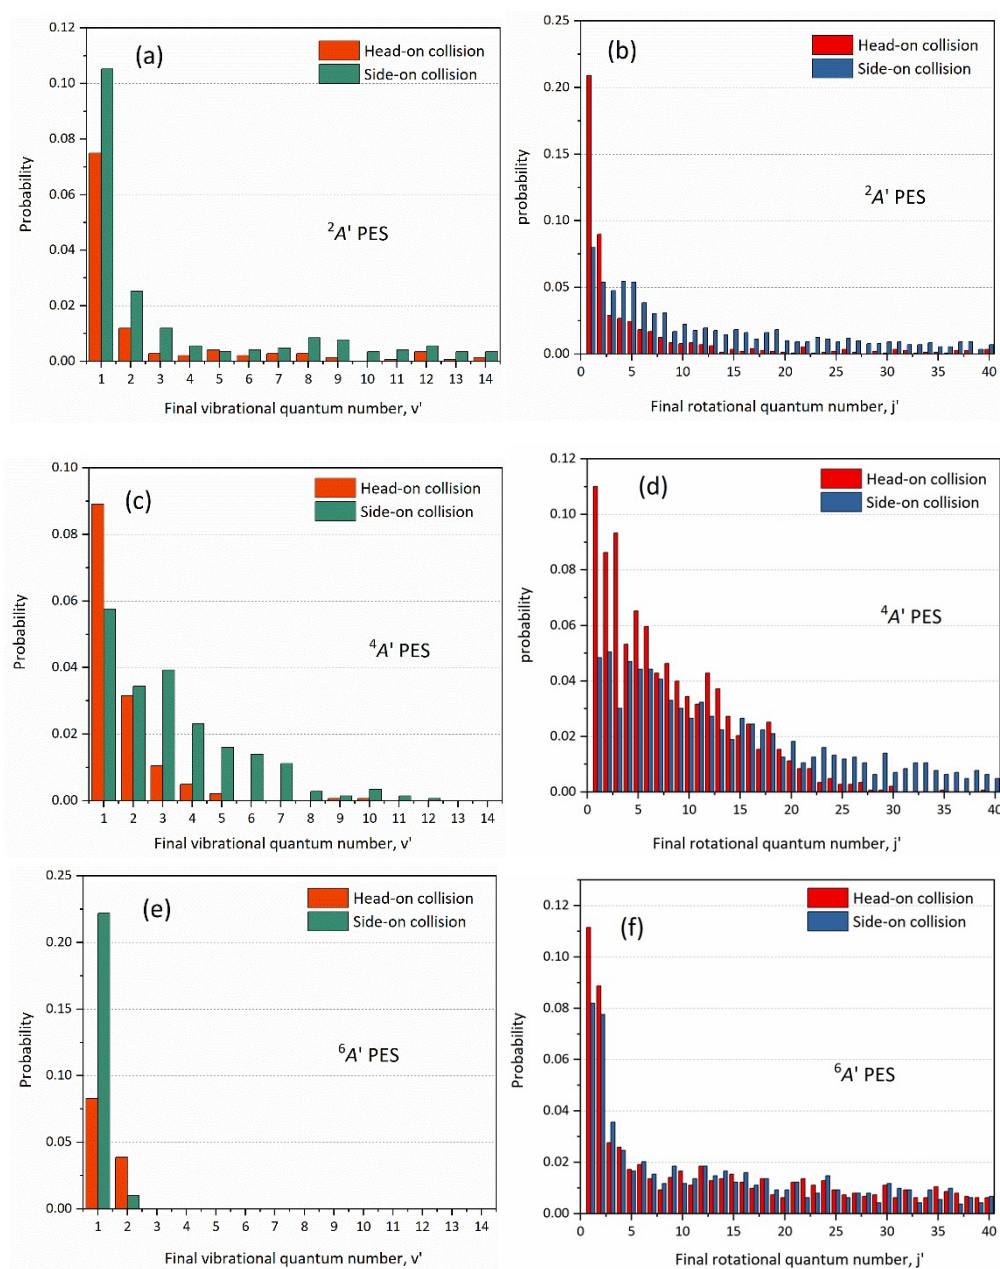 (a)
Head-on collision
Side-on collision
²A' PES
Probability
0.12
0.10
0.08
0.06
0.04
0.02
0.00
1 2 3 4 5 6 7 8 9 10 11 12 13 14
Final vibrational quantum number, v'
(b)
Head-on collision
Side-on collision
²A' PES
probability
0.25
0.20
0.15
0.10
0.05
0.00
0 5 10 15 20 25 30 35 40
Final rotational quantum number, j'
(c)
Head-on collision
Side-on collision
⁴A' PES
Probability
0.10
0.08
0.06
0.04
0.02
0.00
1 2 3 4 5 6 7 8 9 10 11 12 13 14
Final vibrational quantum number, v'
(d)
Head-on collision
Side-on collision
⁴A' PES
probability
0.12
0.10
0.08
0.06
0.04
0.02
0.00
0 5 10 15 20 25 30 35 40
Final rotational quantum number, j'
(e)
Head-on collision
Side-on collision
⁶A' PES
Probability
0.25
0.20
0.15
0.10
0.05
0.00
1 2 3 4 5 6 7 8 9 10 11 12 13 14
Final vibrational quantum number, v'
(f)
Head-on collision
Side-on collision
⁶A' PES
Probability
0.12
0.10
0.08
0.06
0.04
0.02
0.00
0 5 10 15 20 25 30 35 40
Final rotational quantum number, j'